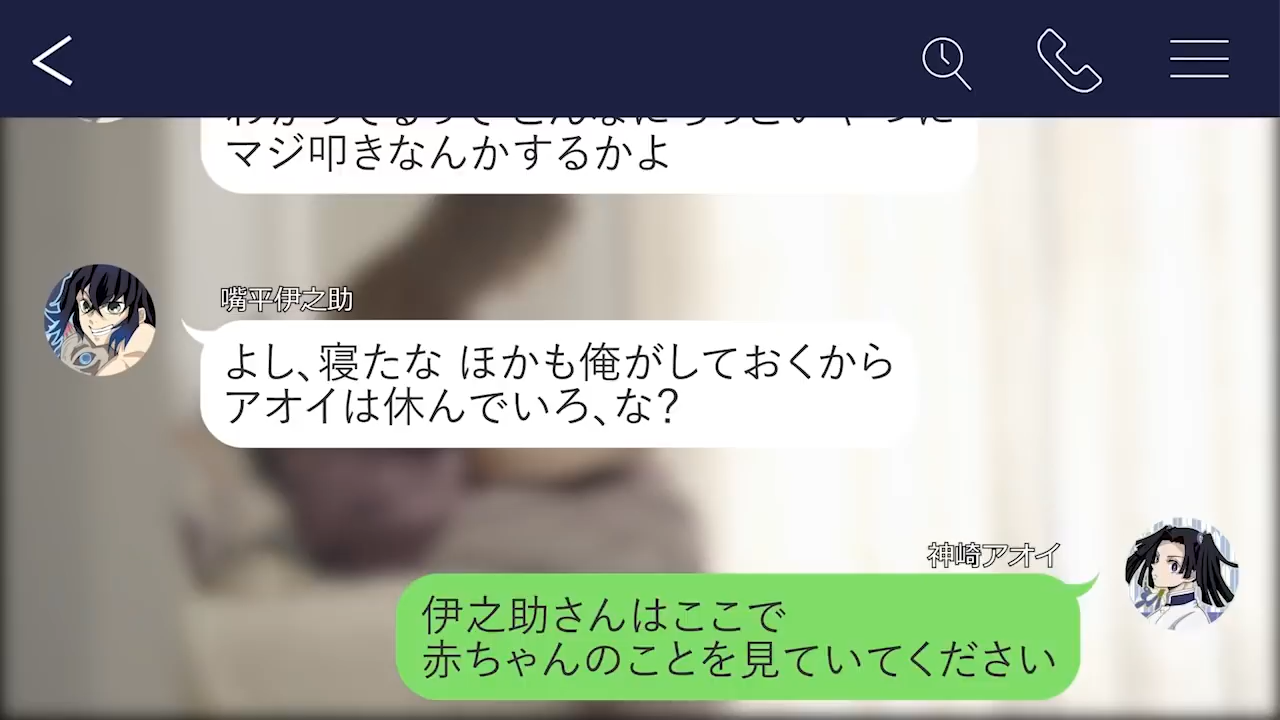 マジ叩きなんかするかよ
嘴平伊之助
よし、寝たな ほかも俺がしておくから
アオイは休んでいろ、な?
神崎アオイ
伊之助さんはここで
赤ちゃんのことを見ていてください